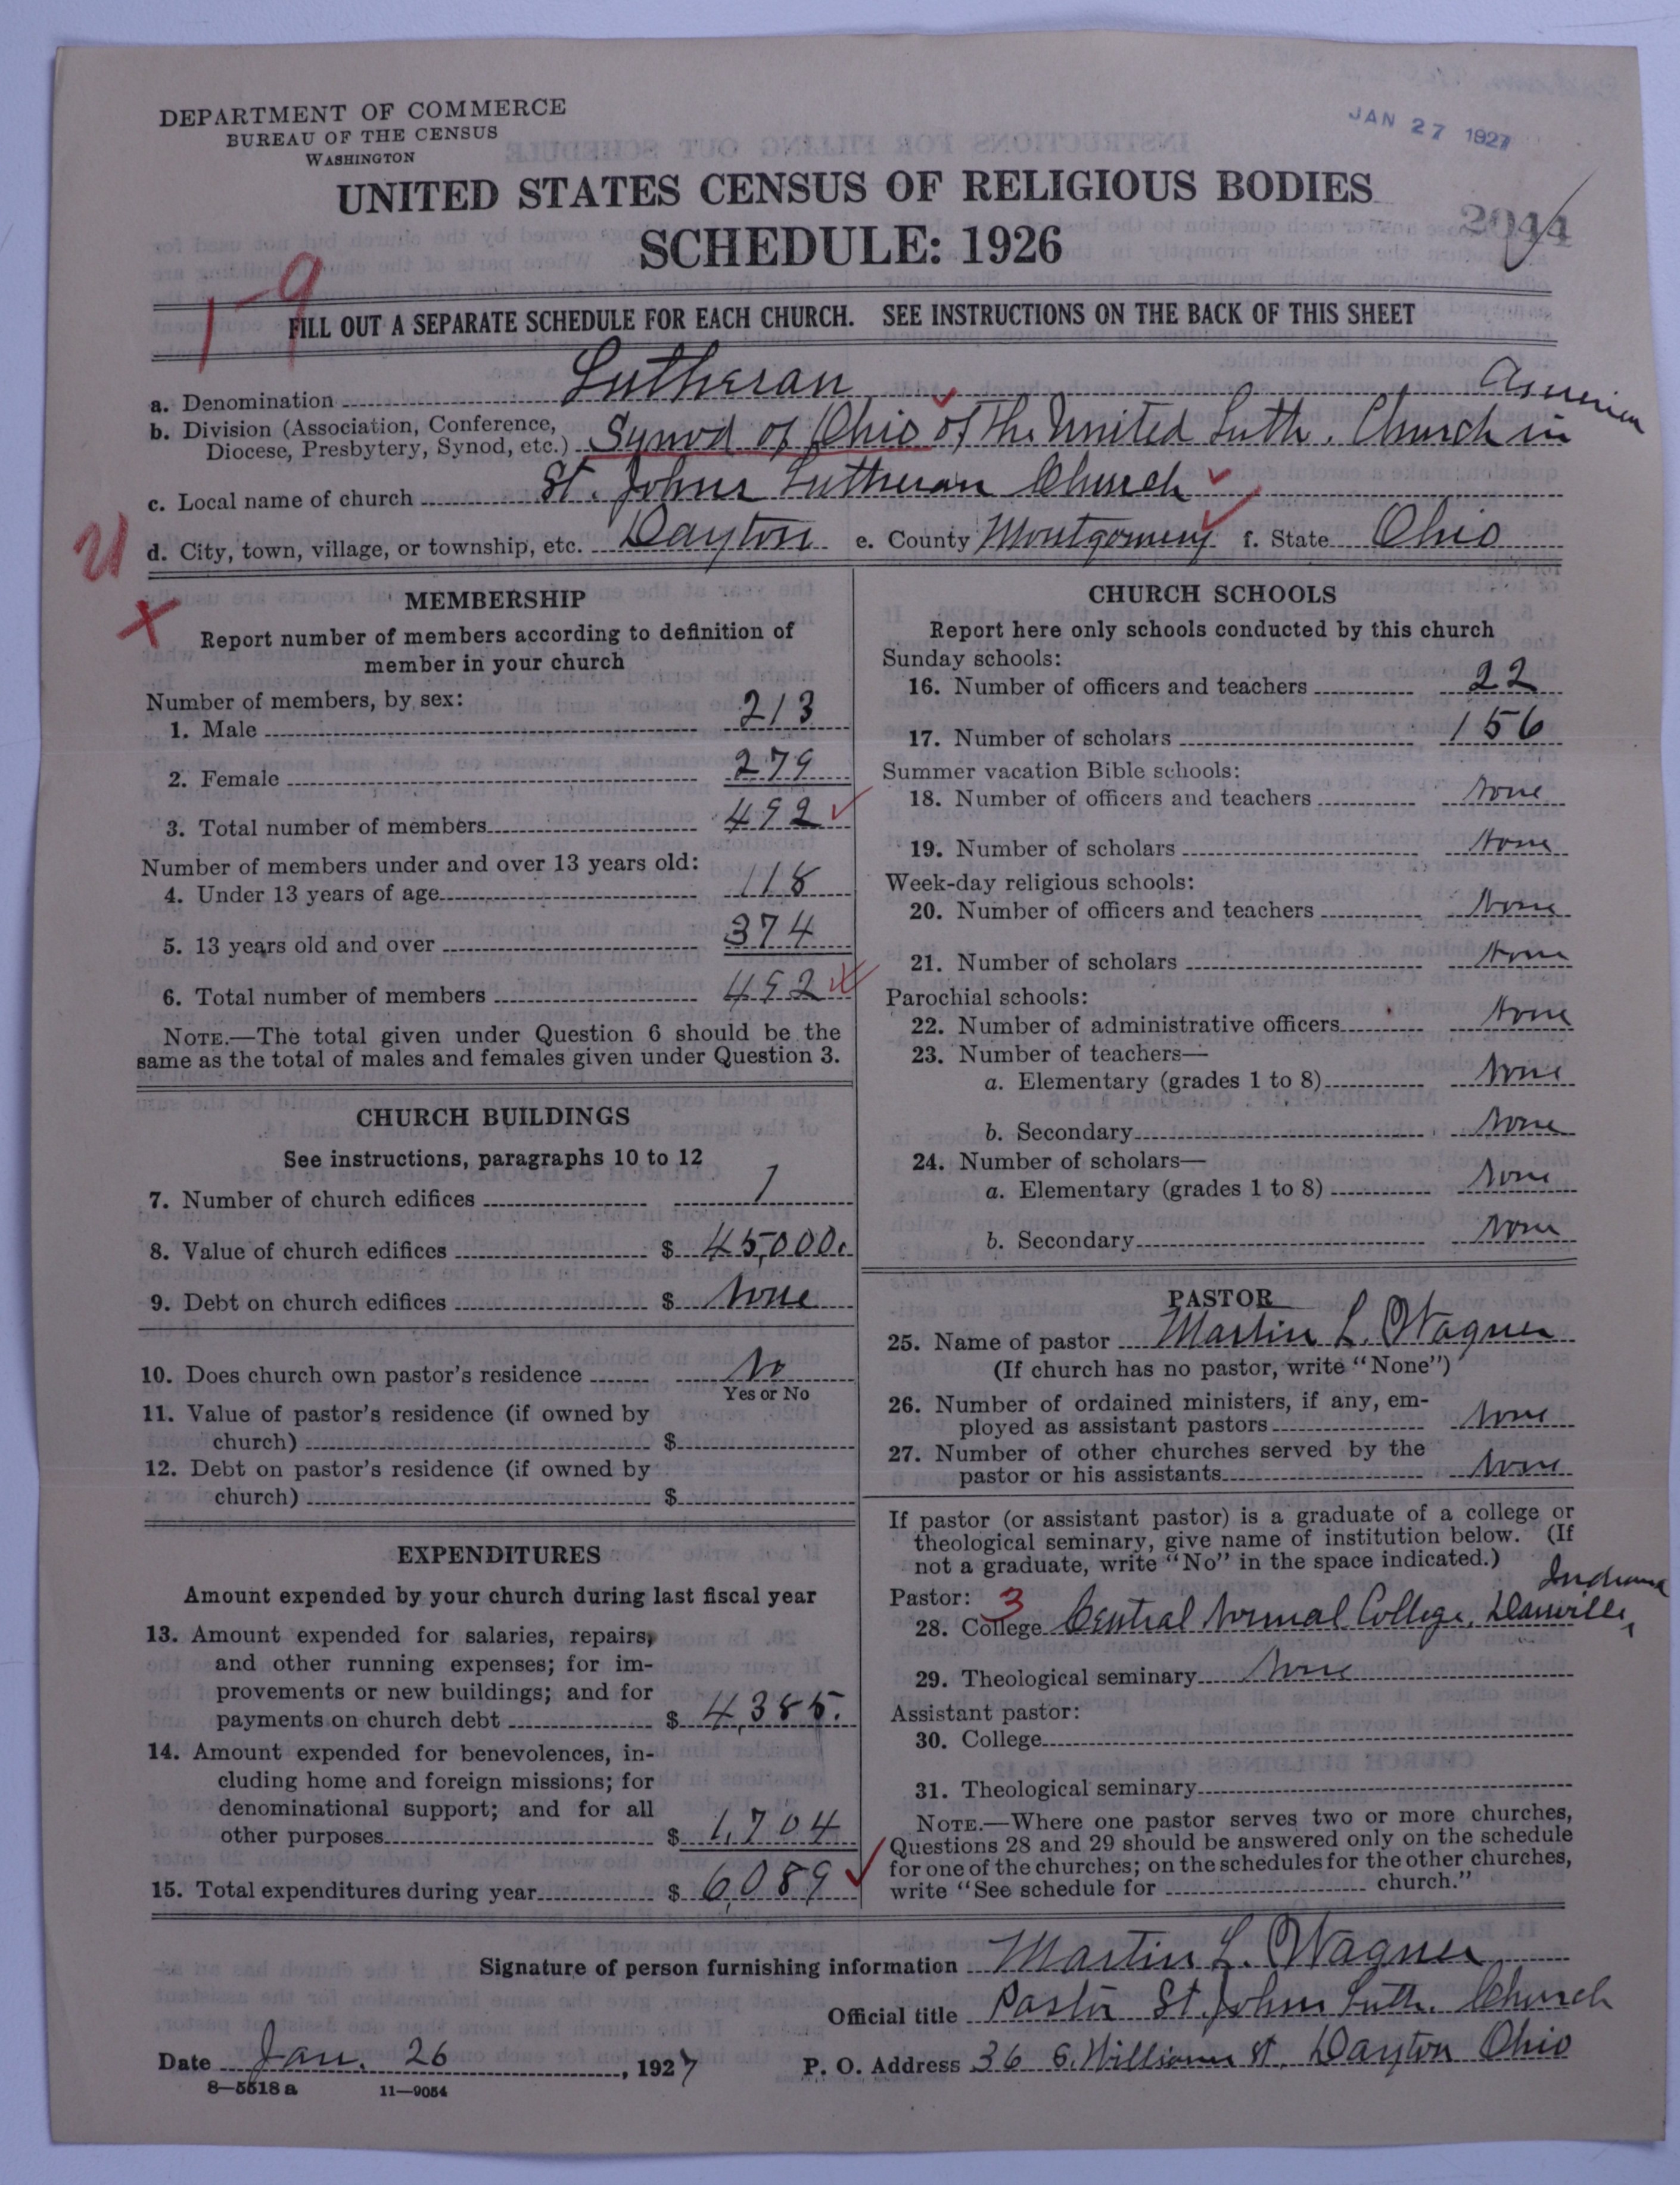 DEPARTMENT OF COMMERCE
BUREAU OF THE CENSUS
WASHINGTON
JAN 27 1927
UNITED STATES CENSUS OF RELIGIOUS BODIES
SCHEDULE: 1926
2044
1-9
FILL OUT A SEPARATE SCHEDULE FOR EACH CHURCH. SEE INSTRUCTIONS ON THE BACK OF THIS SHEET
a. Denomination Lutheran
b. Division (Association, Conference, Diocese, Presbytery, Synod, etc.) Synod of Ohio of the United Luth. Church in America
c. Local name of church St. Johns Lutheran Church
d. City, town, village, or township, etc. Dayton e. County Montgomery f. State Ohio
MEMBERSHIP
Report number of members according to definition of
member in your church
Number of members, by sex:
1. Male 213
2. Female 279
3. Total number of members 492
Number of members under and over 13 years old:
4. Under 13 years of age 118
5. 13 years old and over 374
6. Total number of members 492
NOTE.—The total given under Question 6 should be the
same as the total of males and females given under Question 3.
CHURCH BUILDINGS
See instructions, paragraphs 10 to 12
7. Number of church edifices 1
8. Value of church edifices $ 45,000.
9. Debt on church edifices $ None
10. Does church own pastor's residence No
Yes or No
11. Value of pastor's residence (if owned by
church) $
12. Debt on pastor's residence (if owned by
church) $
EXPENDITURES
Amount expended by your church during last fiscal year
13. Amount expended for salaries, repairs,
and other running expenses; for im-
provements or new buildings; and for
payments on church debt $ 4,385.
14. Amount expended for benevolences, in-
cluding home and foreign missions; for
denominational support; and for all
other purposes $ 1,704
15. Total expenditures during year $ 6,089
CHURCH SCHOOLS
Report here only schools conducted by this church
Sunday schools:
16. Number of officers and teachers 22
17. Number of scholars 156
Summer vacation Bible schools:
18. Number of officers and teachers None
19. Number of scholars None
Week-day religious schools:
20. Number of officers and teachers None
21. Number of scholars None
Parochial schools:
22. Number of administrative officers None
23. Number of teachers—
a. Elementary (grades 1 to 8) None
b. Secondary None
24. Number of scholars—
a. Elementary (grades 1 to 8) None
b. Secondary None
PASTOR
25. Name of pastor Martin L. Wagner
(If church has no pastor, write "None")
26. Number of ordained ministers, if any, em-
ployed as assistant pastors None
27. Number of other churches served by the
pastor or his assistants None
If pastor (or assistant pastor) is a graduate of a college or
theological seminary, give name of institution below. (If
not a graduate, write "No" in the space indicated.)
Pastor: 3
28. College Central Normal College, Danville, Indiana
29. Theological seminary None
Assistant pastor:
30. College
31. Theological seminary
NOTE.—Where one pastor serves two or more churches,
Questions 28 and 29 should be answered only on the schedule
for one of the churches; on the schedules for the other churches,
write "See schedule for church."
Signature of person furnishing information Martin L. Wagner
Official title Pastor St. Johns Luth. Church
Date Jan. 26, 1927 P. O. Address 36 S. Williams St. Dayton Ohio
8—5518 a 11—9054